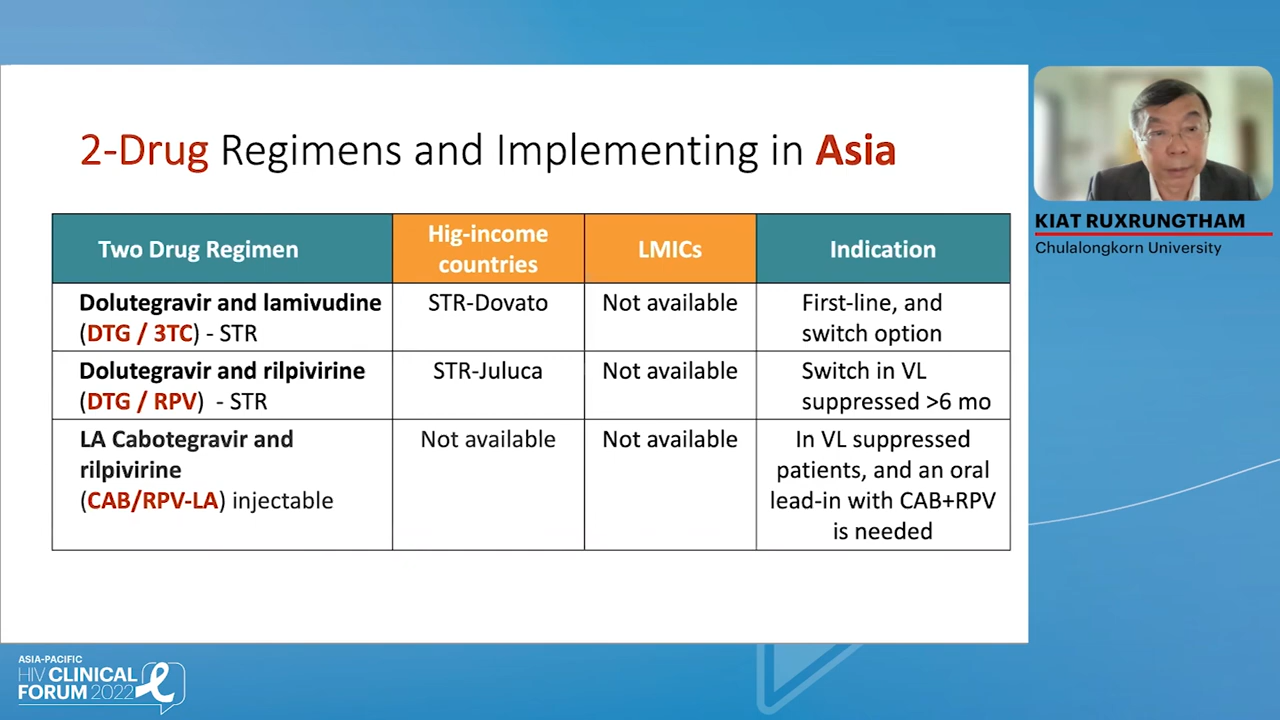 2-Drug Regimens and Implementing in Asia
Two Drug Regimen
Hig-income
countries
LMICs
Indication
Dolutegravir and lamivudine
(DTG / 3TC) - STR
STR-Dovato
Not available
First-line, and
switch option
Dolutegravir and rilpivirine
(DTG / RPV) - STR
STR-Juluca
Not available
Switch in VL
suppressed >6 mo
LA Cabotegravir and
rilpivirine
(CAB/RPV-LA) injectable
Not available
Not available
In VL suppressed
patients, and an oral
lead-in with CAB+RPV
is needed
KIAT RUXRUNGTHAM
Chulalongkorn University
ASIA-PACIFIC
HIV CLINICAL
FORUM 2022